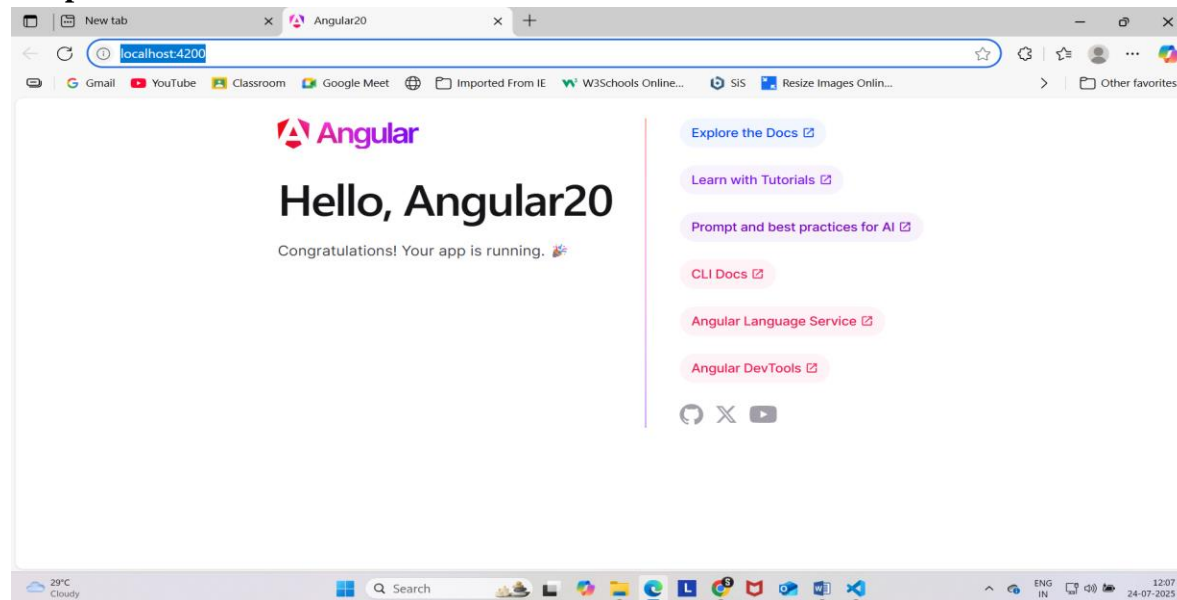 New tab
Angular20
localhost:4200
Gmail YouTube Classroom Google Meet Imported From IE W3Schools Online... SiS Resize Images Onlin... Other favorites
Angular
Hello, Angular20
Congratulations! Your app is running. 🎉
Explore the Docs
Learn with Tutorials
Prompt and best practices for AI
CLI Docs
Angular Language Service
Angular DevTools
29°C
Cloudy
Search
ENG
IN
12:07
24-07-2025